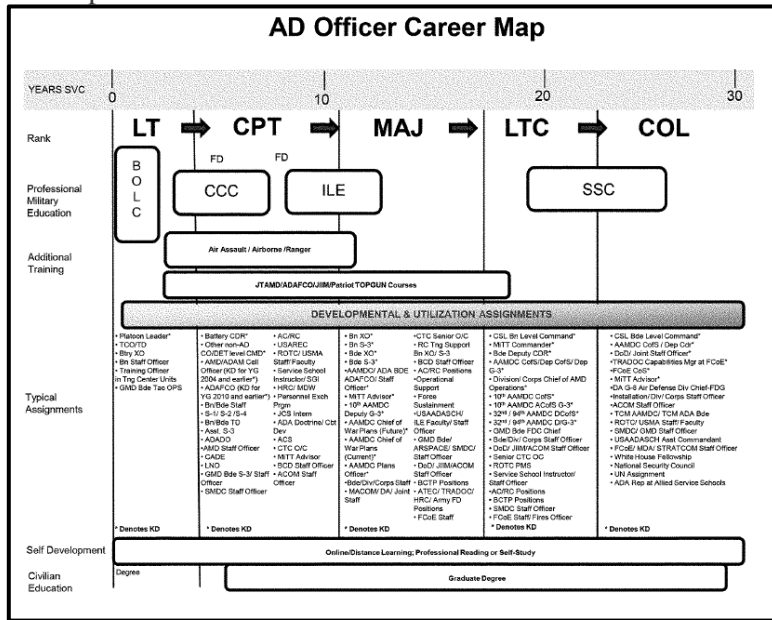 AD Officer Career Map
YEARS SVC
0
10
20
30
Rank
LT
CPT
MAJ
LTC
COL
FD
FD
Professional
Military
Education
B
O
L
C
CCC
ILE
SSC
Additional
Training
Air Assault / Airborne /Ranger
JTAMD/ADAFCO/JIIM/Patriot TOPGUN Courses
DEVELOPMENTAL & UTILIZATION ASSIGNMENTS
Typical
Assignments
• Platoon Leader*
• TCO/TD
• Btry XO
• Bn Staff Officer
• Training Officer
in Tng Center Units
• GMD Bde Tac OPS
* Denotes KD
• Battery CDR*
• Other non-AD
CO/DET level CMD*
• AMD/ADAM Cell
Officer (KD for YG
2004 and earlier*)
• ADAFCO (KD for
YG 2010 and earlier*)
• Bn/Bde Staff
• S-1/ S-2 /S-4
• Bn/Bde TD
• Asst. S-3
• ADADO
• AMD Staff Officer
• CADE
• LNO
• GMD Bde S-3/ Staff
Officer
• SMDC Staff Officer
* Denotes KD
• AC/RC
• USAREC
• ROTC/ USMA
Staff/ Faculty
• Service School
Instructor/ SGI
• HRC/ MDW
• Personnel Exch
Prgm
• JCS Intern
• ADA Doctrine/ Cbt
Dev
• ACS
• CTC O/C
• MiTT Advisor
• BCD Staff Officer
• ACOM Staff
Officer
• Bn XO*
• Bn S-3*
• Bde XO*
• Bde S-3*
• AAMDC/ ADA BDE
ADAFCO/ Staff
Officer*
• MiTT Advisor*
• 10th AAMDC
Deputy G-3*
• AAMDC Chief of
War Plans (Future)*
• AAMDC Chief of
War Plans
(Current)*
• AAMDC Plans
Officer*
• Bde/Div/Corps Staff
• MACOM/ DA/ Joint
Staff
* Denotes KD
• CTC Senior O/C
• RC Tng Support
Bn XO/ S-3
• BCD Staff Officer
• AC/RC Positions
• Operational
Support
• Force
Sustainment
• USAADASCH/
ILE Faculty/ Staff
Officer
• GMD Bde/
ARSPACE/ SMDC/
Staff Officer
• DoD/ JIIM/ACOM
Staff Officer
• BCTP Positions
• ATEC/ TRADOC/
HRC/ Army FD
Positions
• FCoE Staff
• CSL Bn Level Command*
• MiTT Commander*
• Bde Deputy CDR*
• AAMDC CofS/Dep CofS/ Dep
G-3*
• Division/ Corps Chief of AMD
Operations*
• 10th AAMDC CofS*
• 10th AAMDC ACofS G-3*
• 32nd / 94th AAMDC DCofS*
• 32nd / 94th AAMDC D/G-3*
• GMD Bde FDC Chief
• Bde/Div/ Corps Staff Officer
• DoD/ JIIM/ACOM Staff Officer
• Senior CTC OC
• ROTC PMS
• Service School Instructor/
Staff Officer
• AC/RC Positions
• BCTP Positions
• SMDC Staff Officer
• FCoE Staff/ Fires Officer
* Denotes KD
• CSL Bde Level Command*
• AAMDC CofS / Dep Cdr*
• DoD/ Joint Staff Officer*
• TRADOC Capabilities Mgr at FCoE*
• FCoE CoS*
• MiTT Advisor*
• DA G-8 Air Defense Div Chief-FDG
• Installation/Div/ Corps Staff Officer
• ACOM Staff Officer
• TCM AAMDC/ TCM ADA Bde
• ROTC/ USMA Staff/ Faculty
• SMDC/ GMD Staff Officer
• USAADASCH Asst Commandant
• FCoE/ MDA/ STRATCOM Staff Officer
• White House Fellowship
• National Security Council
• UN Assignment
• ADA Rep at Allied Service Schools
* Denotes KD
Self Development
Online/Distance Learning; Professional Reading or Self-Study
Civilian
Education
Degree
Graduate Degree